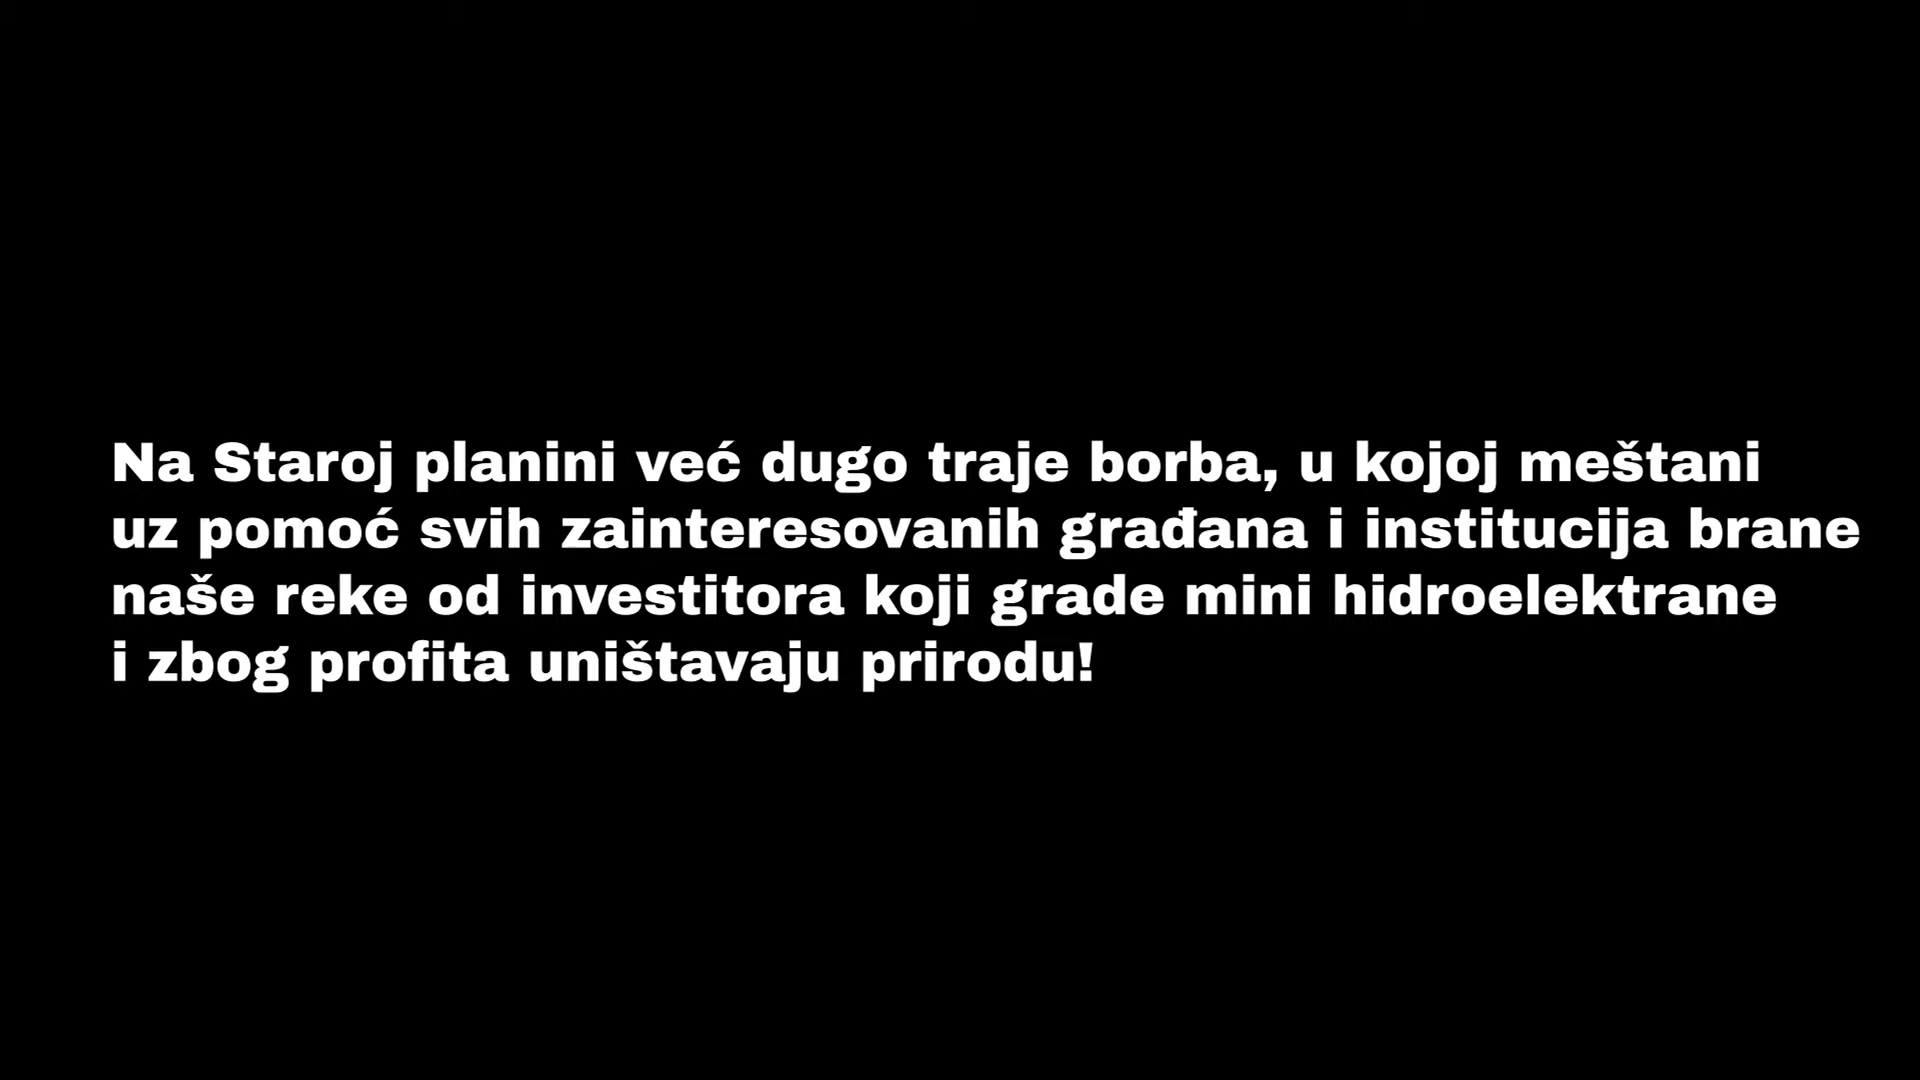 Na Staroj planini već dugo traje borba, u kojoj meštani
uz pomoć svih zainteresovanih građana i institucija brane
naše reke od investitora koji grade mini hidroelektrane
i zbog profita uništavaju prirodu!